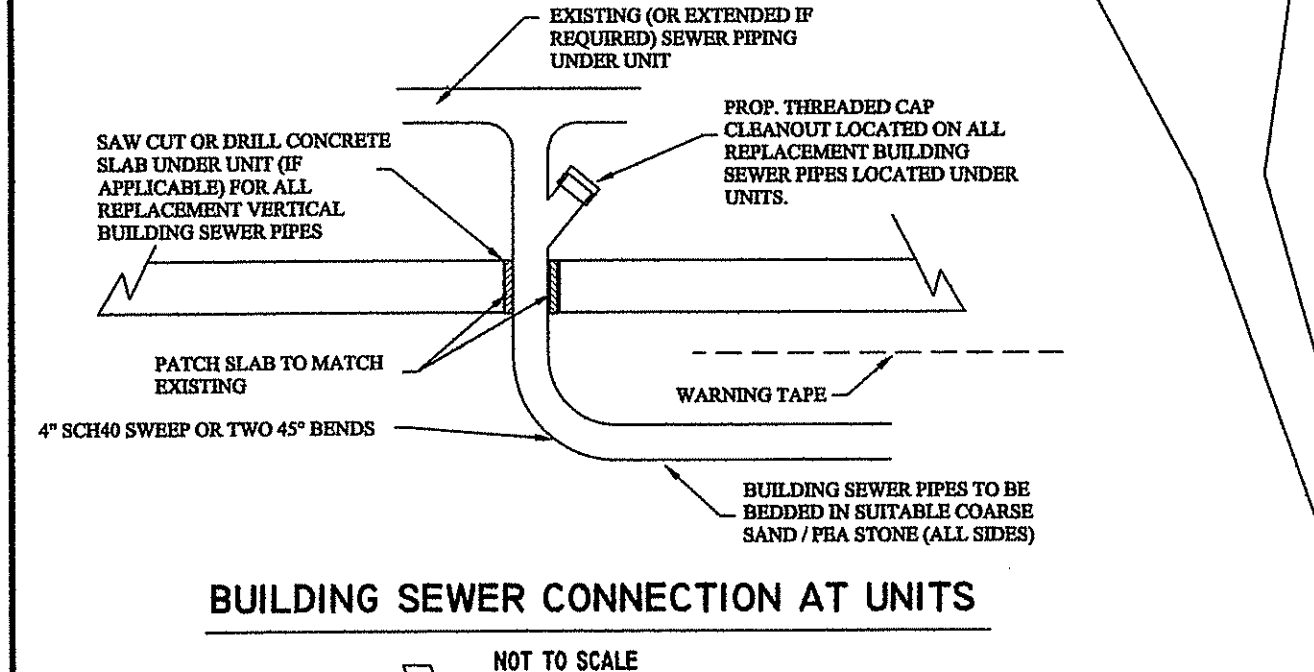 EXISTING (OR EXTENDED IF
REQUIRED) SEWER PIPING
UNDER UNIT
SAW CUT OR DRILL CONCRETE
SLAB UNDER UNIT (IF
APPLICABLE) FOR ALL
REPLACEMENT VERTICAL
BUILDING SEWER PIPES
PROP. THREADED CAP
CLEANOUT LOCATED ON ALL
REPLACEMENT BUILDING
SEWER PIPES LOCATED UNDER
UNITS.
PATCH SLAB TO MATCH
EXISTING
WARNING TAPE
4" SCH40 SWEEP OR TWO 45° BENDS
BUILDING SEWER PIPES TO BE
BEDDED IN SUITABLE COARSE
SAND / PEA STONE (ALL SIDES)
BUILDING SEWER CONNECTION AT UNITS
NOT TO SCALE